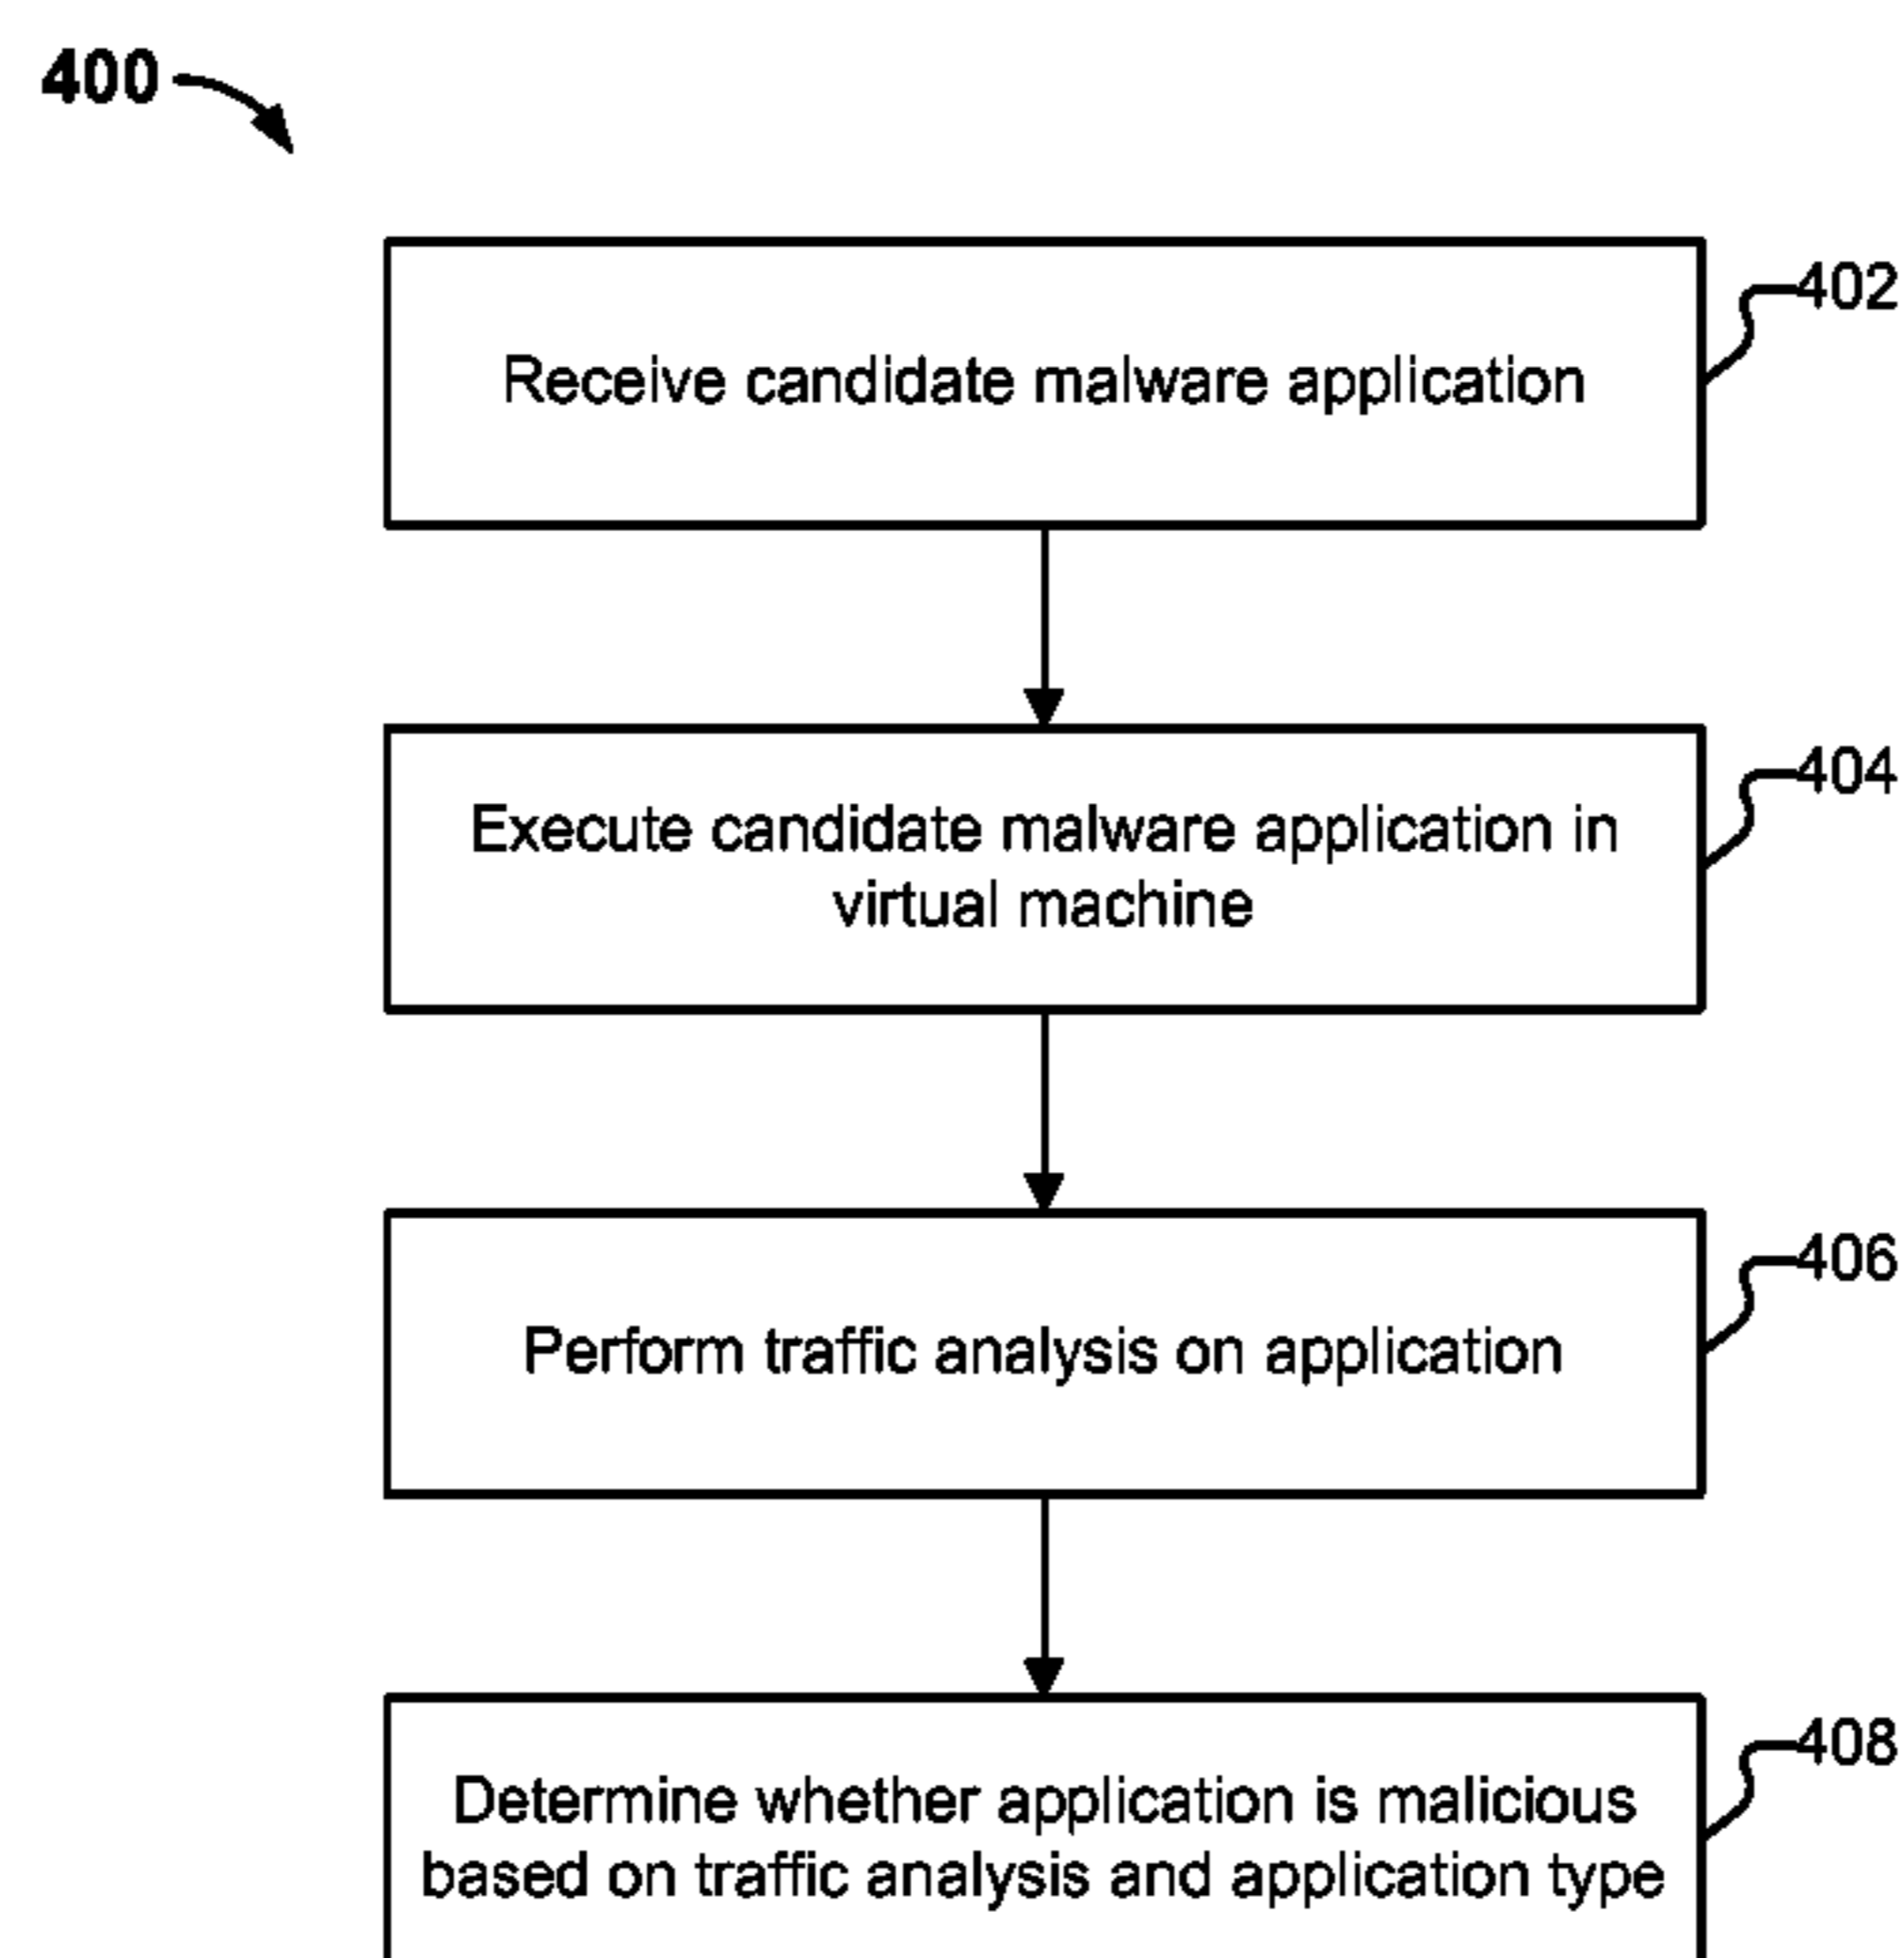 400
402
Receive candidate malware application
404
Execute candidate malware application in
virtual machine
406
Perform traffic analysis on application
408
Determine whether application is malicious
based on traffic analysis and application type